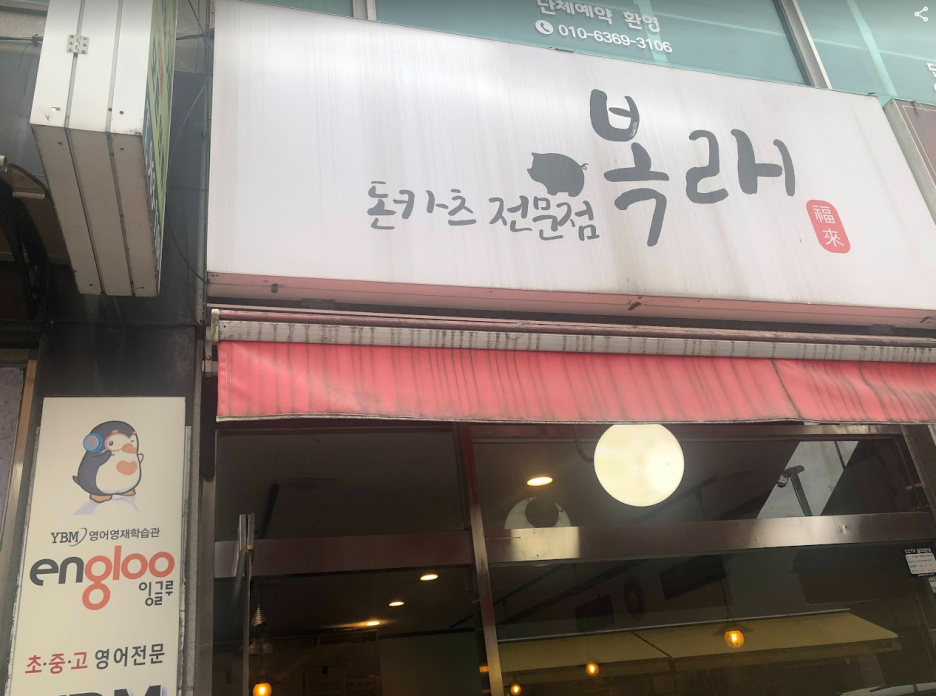 단체예약 환영
010-6369-3106
복래
돈카츠 전문점
福來
YBM 영어영재학습관
engloo
잉글루
초·중·고 영어전문
YBM